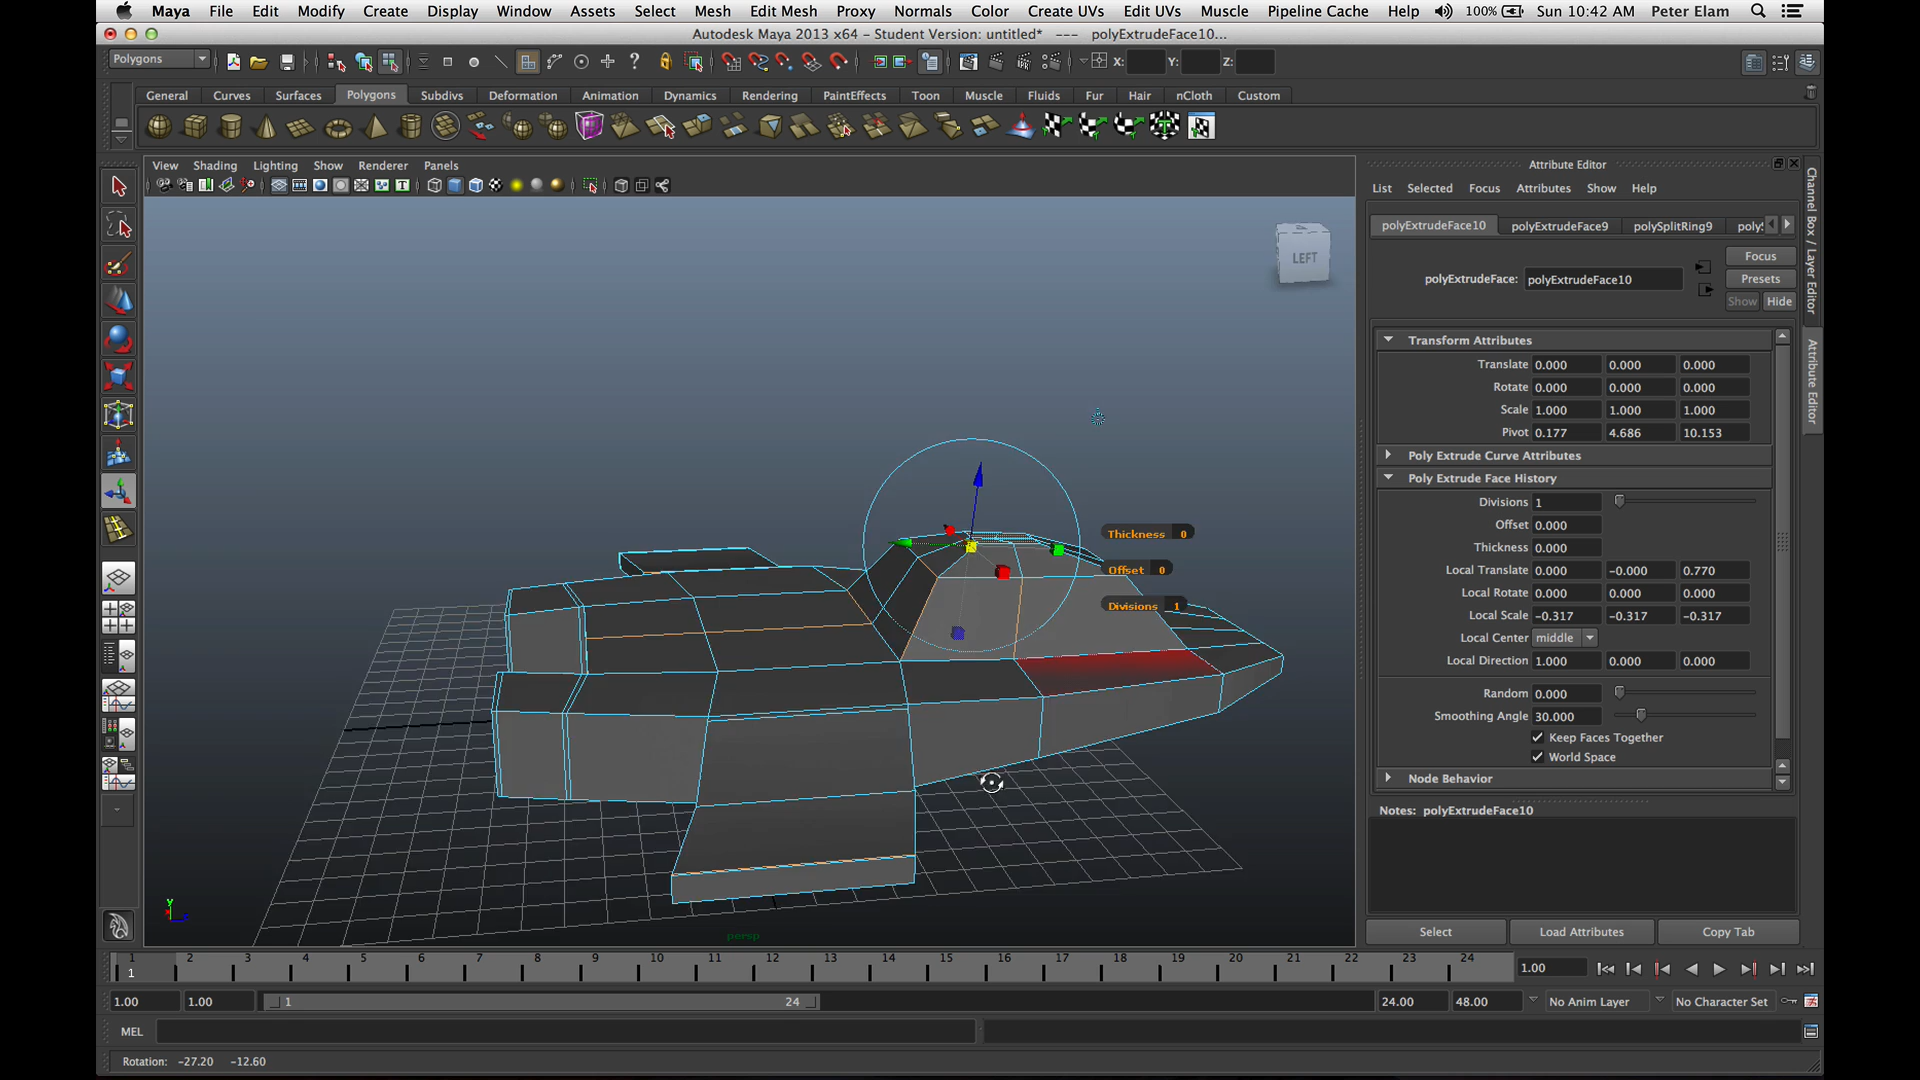 Maya File Edit Modify Create Display Window Assets Select Mesh Edit Mesh Proxy Normals Color Create UVs Edit UVs Muscle Pipeline Cache Help 100% Sun 10:42 AM Peter Elam
Autodesk Maya 2013 x64 - Student Version: untitled* --- polyExtrudeFace10...
Polygons X: Y: Z:
General Curves Surfaces Polygons Subdivs Deformation Animation Dynamics Rendering PaintEffects Toon Muscle Fluids Fur Hair nCloth Custom
View Shading Lighting Show Renderer Panels
LEFT
Thickness 0
Offset 0
Divisions 1
persp
Attribute Editor
List Selected Focus Attributes Show Help
polyExtrudeFace10 polyExtrudeFace9 polySplitRing9
Focus
polyExtrudeFace: polyExtrudeFace10 Presets
Show Hide
Transform Attributes
Translate 0.000 0.000 0.000
Rotate 0.000 0.000 0.000
Scale 1.000 1.000 1.000
Pivot 0.177 4.686 10.153
Poly Extrude Curve Attributes
Poly Extrude Face History
Divisions 1
Offset 0.000
Thickness 0.000
Local Translate 0.000 -0.000 0.770
Local Rotate 0.000 0.000 0.000
Local Scale -0.317 -0.317 -0.317
Local Center middle
Local Direction 1.000 0.000 0.000
Random 0.000
Smoothing Angle 30.000
Keep Faces Together
World Space
Node Behavior
Notes: polyExtrudeFace10
Select Load Attributes Copy Tab
Channel Box / Layer Editor
Attribute Editor
1 2 3 4 5 6 7 8 9 10 11 12 13 14 15 16 17 18 19 20 21 22 23 24
1 1.00
1.00 1.00 1 24 24.00 48.00 No Anim Layer No Character Set
MEL
Rotation: -27.20 -12.60